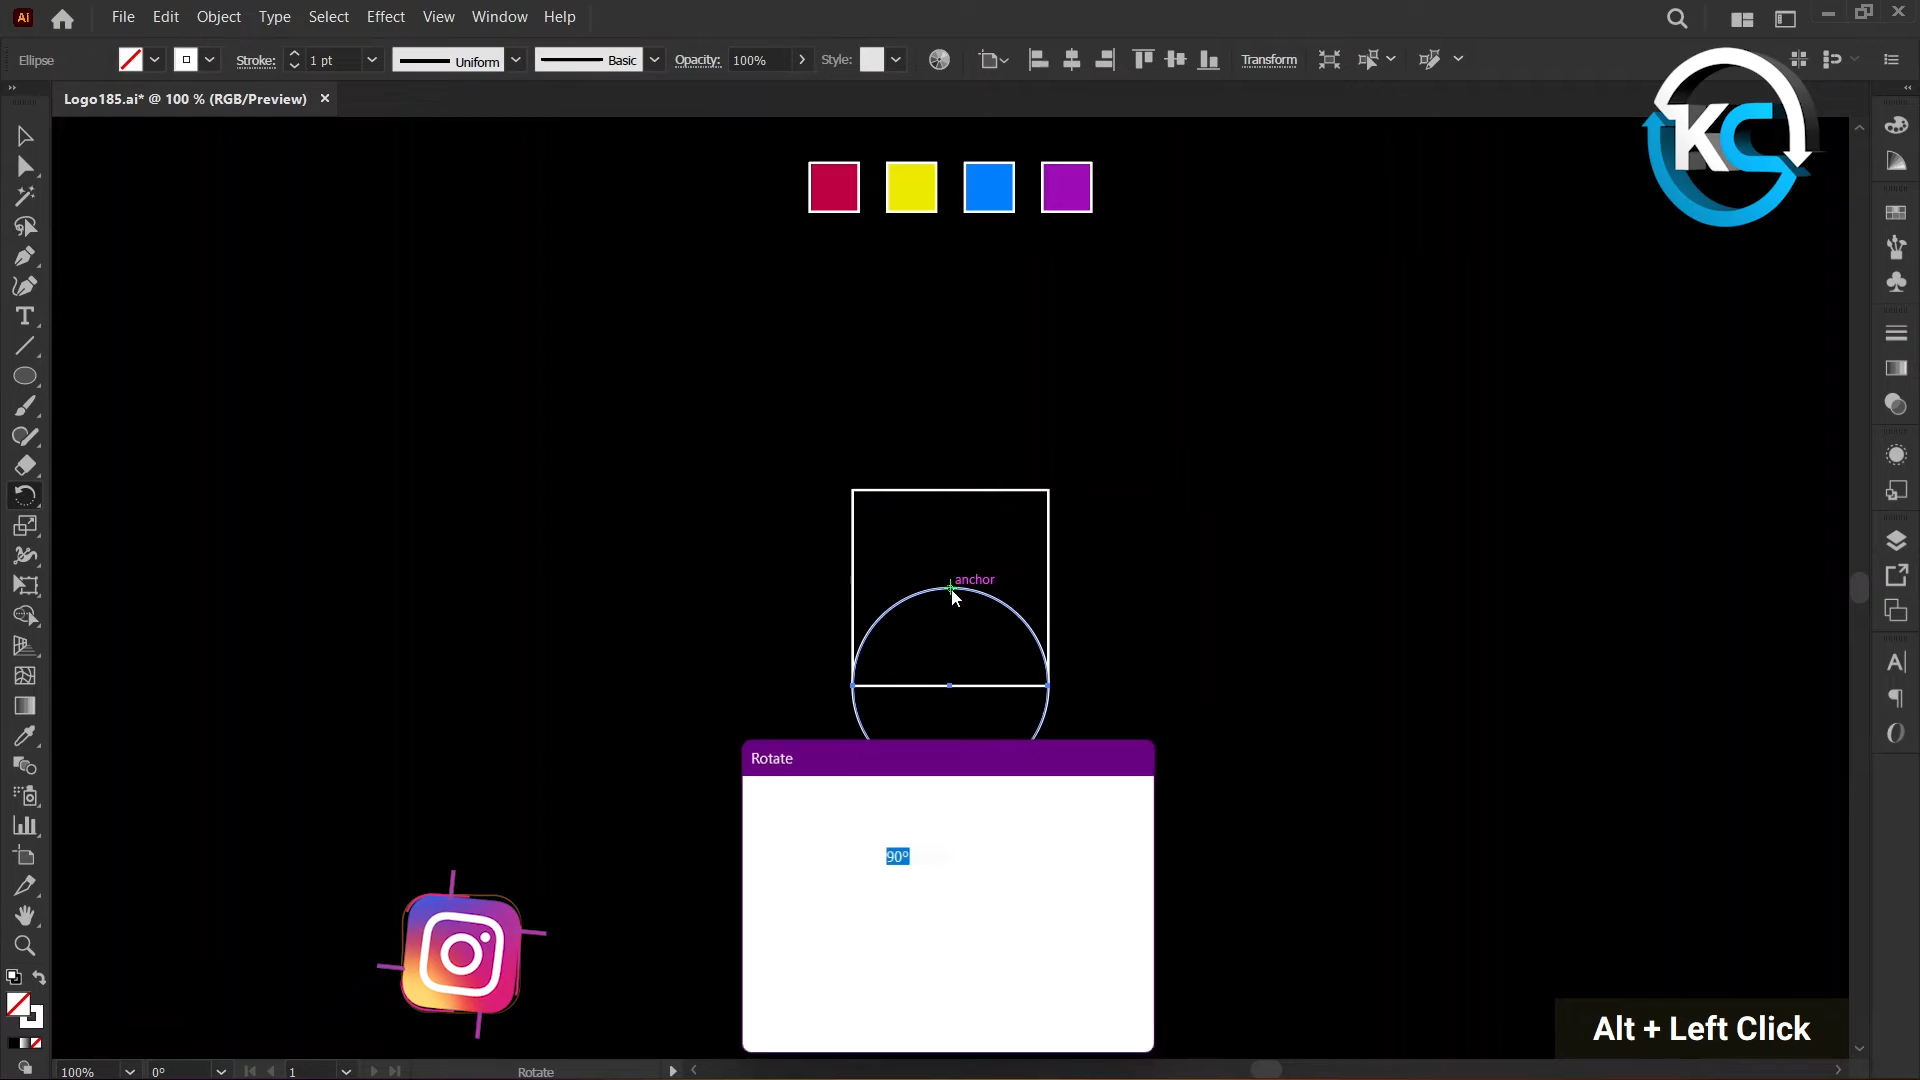 Ai File Edit Object Type Select Effect View Window Help
Ellipse Stroke: 1 pt Uniform Basic Opacity: 100% Style: Transform
Logo185.ai* @ 100 % (RGB/Preview)
KC
anchor
Rotate
90°
Alt + Left Click
100% 0° 1 Rotate